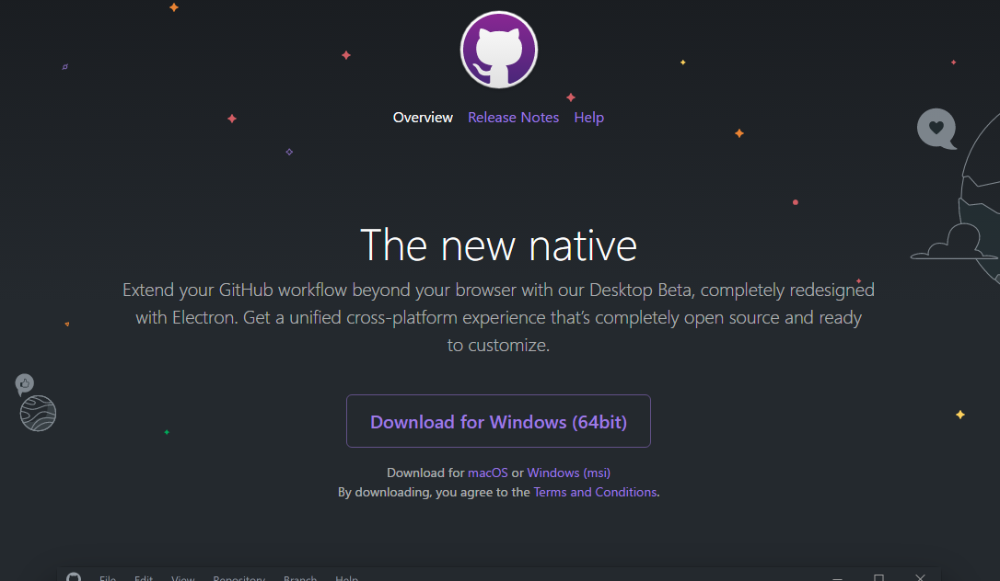 Overview Release Notes Help
The new native
Extend your GitHub workflow beyond your browser with our Desktop Beta, completely redesigned
with Electron. Get a unified cross-platform experience that’s completely open source and ready
to customize.
Download for Windows (64bit)
Download for macOS or Windows (msi)
By downloading, you agree to the Terms and Conditions.
File Edit View Repository Branch Help